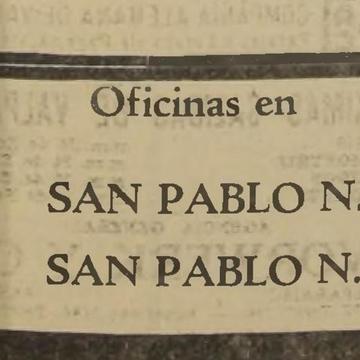 Oficinas en
SAN PABLO N.
SAN PABLO N.